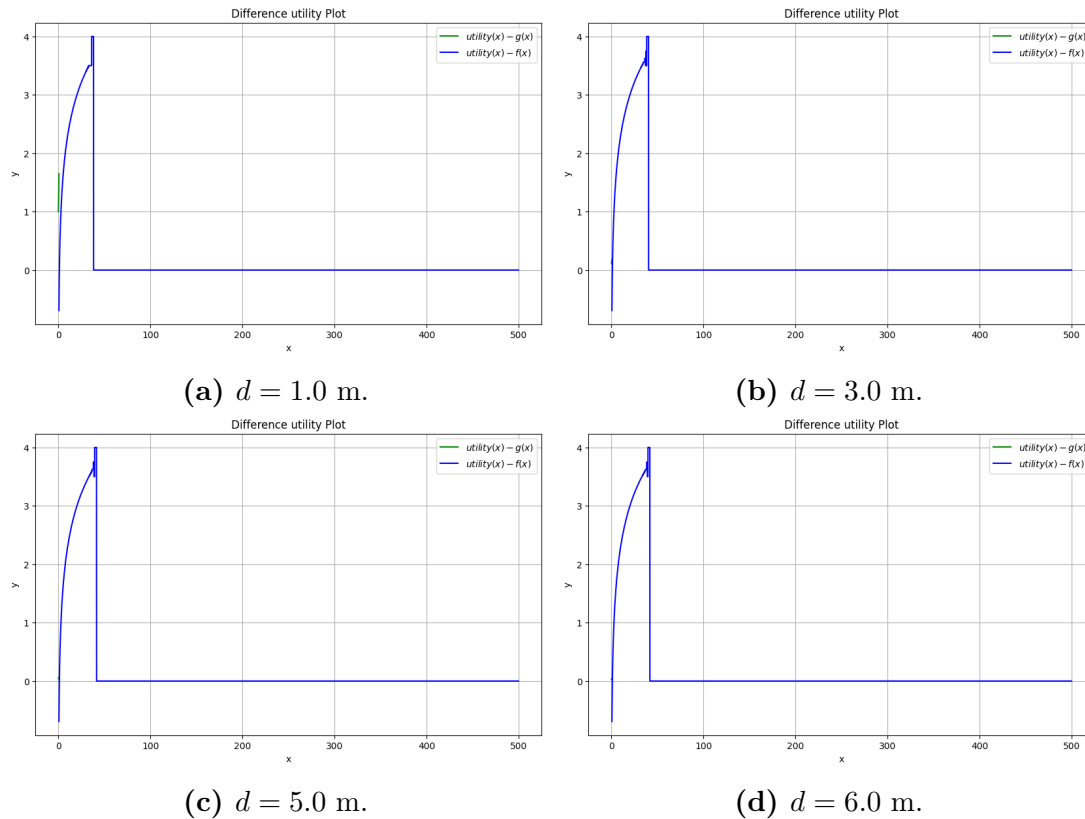 Difference utility Plot
4
3
2
1
0
y
0 100 200 300 400 500
x
utility(x) − g(x)
utility(x) − f(x)
(a) d = 1.0 m.
Difference utility Plot
4
3
2
1
0
y
0 100 200 300 400 500
x
utility(x) − g(x)
utility(x) − f(x)
(b) d = 3.0 m.
Difference utility Plot
4
3
2
1
0
y
0 100 200 300 400 500
x
utility(x) − g(x)
utility(x) − f(x)
(c) d = 5.0 m.
Difference utility Plot
4
3
2
1
0
y
0 100 200 300 400 500
x
utility(x) − g(x)
utility(x) − f(x)
(d) d = 6.0 m.